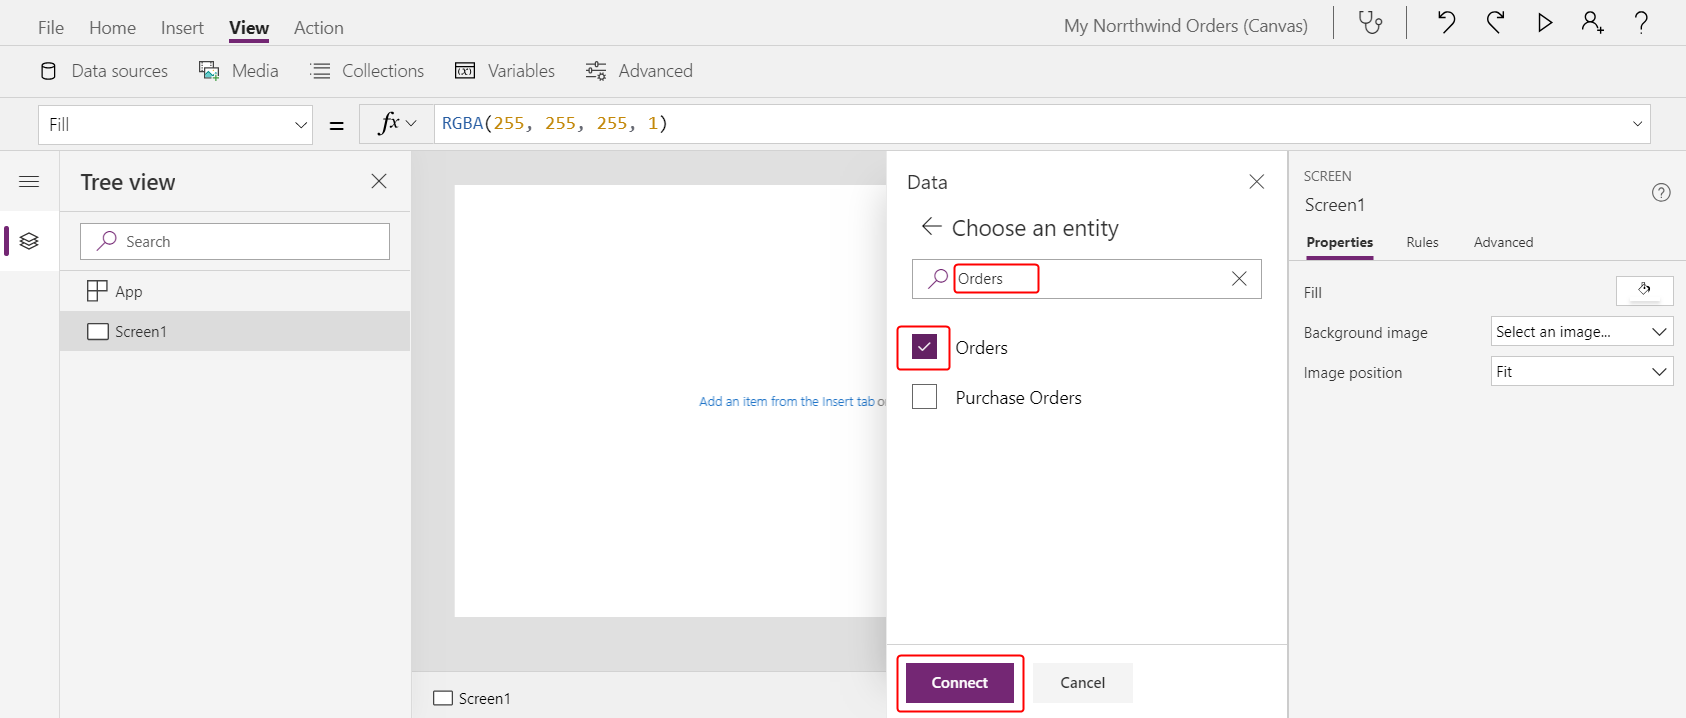 File Home Insert View Action My Norrthwind Orders (Canvas)
Data sources Media Collections Variables Advanced
Fill = fx RGBA(255, 255, 255, 1)
Tree view
Search
App
Screen1
Add an item from the Insert tab or
Screen1
Data
Choose an entity
Orders
Orders
Purchase Orders
Connect Cancel
SCREEN
Screen1
Properties Rules Advanced
Fill
Background image Select an image...
Image position Fit